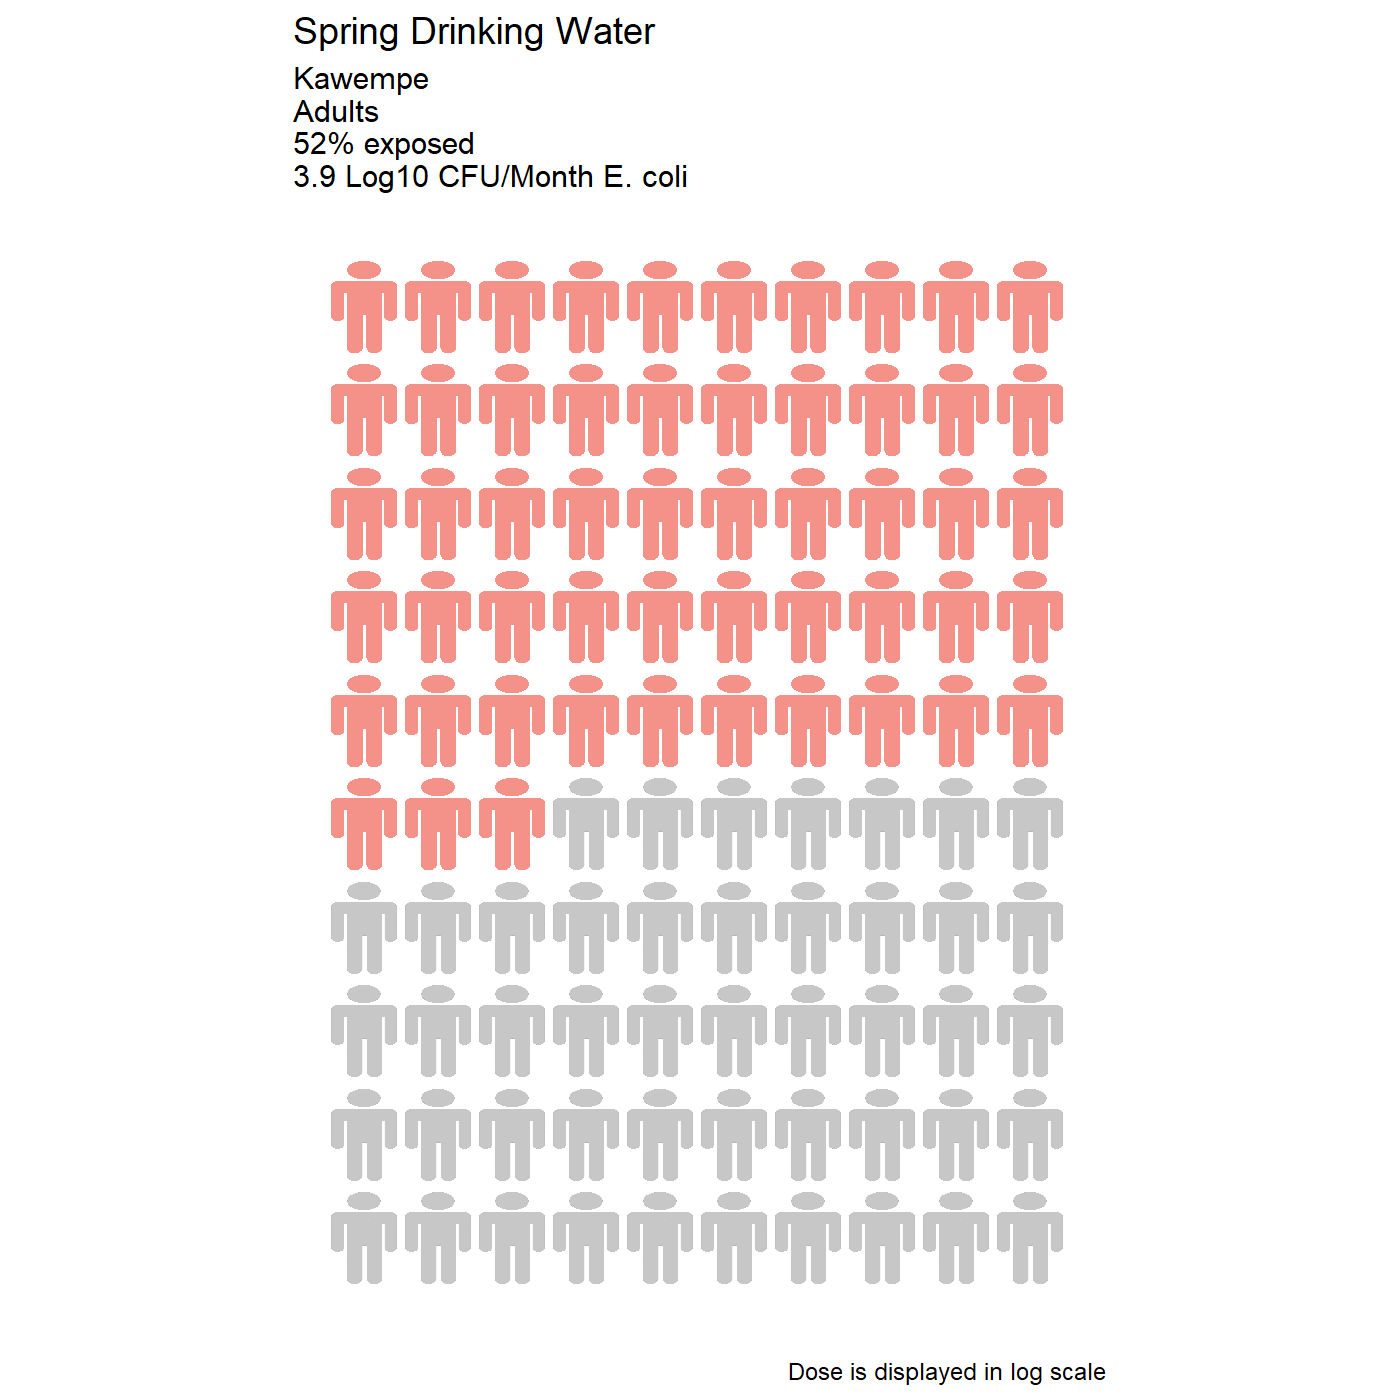 Spring Drinking Water
Kawempe
Adults
52% exposed
3.9 Log10 CFU/Month E. coli
Dose is displayed in log scale